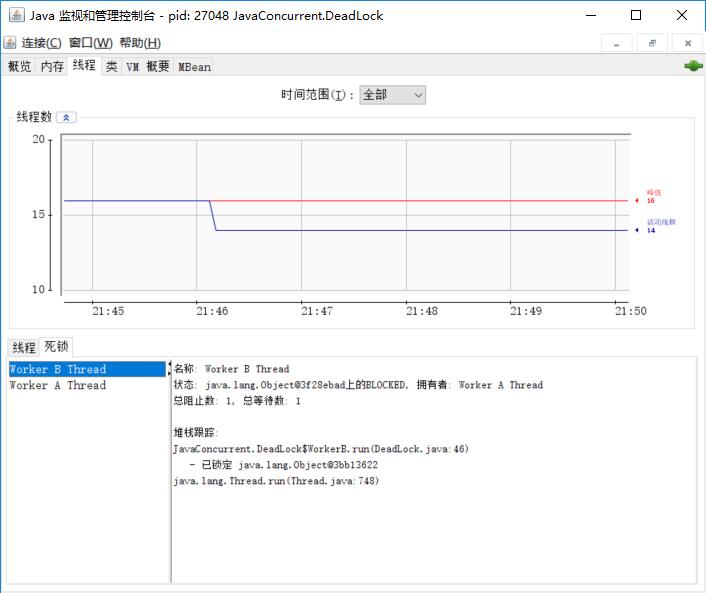 Java 监视和管理控制台 - pid: 27048 JavaConcurrent.DeadLock
连接(C) 窗口(W) 帮助(H)
概览 内存 线程 类 VM 概要 MBean
时间范围(I): 全部
线程数
20
峰值
16
15
活动线程
14
10
21:45 21:46 21:47 21:48 21:49 21:50
线程 死锁
Worker B Thread
Worker A Thread
名称: Worker B Thread
状态: java.lang.Object@3f28ebad上的BLOCKED, 拥有者: Worker A Thread
总阻止数: 1, 总等待数: 1
堆栈跟踪:
JavaConcurrent.DeadLock$WorkerB.run(DeadLock.java:46)
- 已锁定 java.lang.Object@3bb13622
java.lang.Thread.run(Thread.java:748)